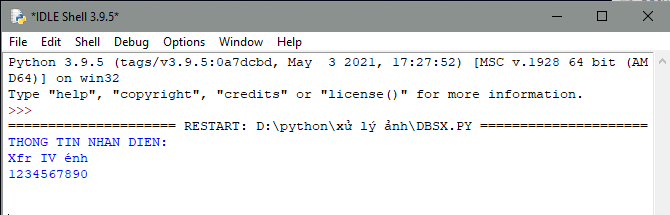 *IDLE Shell 3.9.5*
File Edit Shell Debug Options Window Help
Python 3.9.5 (tags/v3.9.5:0a7dcbd, May  3 2021, 17:27:52) [MSC v.1928 64 bit (AM
D64)] on win32
Type "help", "copyright", "credits" or "license()" for more information.
>>>
===================== RESTART: D:\python\xử lý ảnh\DBSX.PY =====================
THONG TIN NHAN DIEN:
Xfr IV énh
1234567890